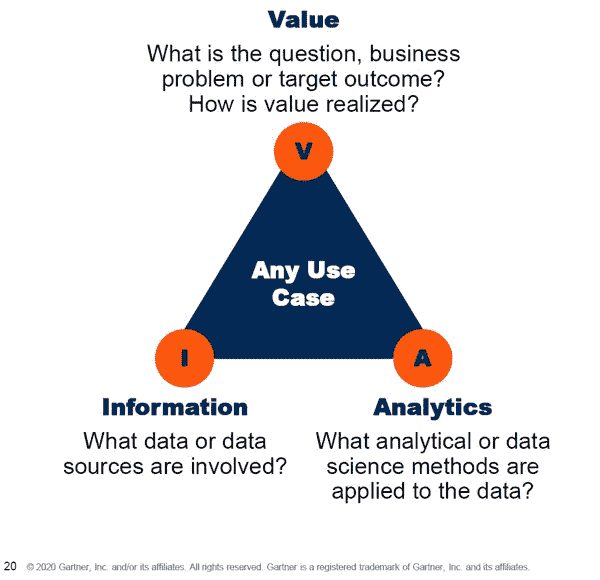 Value
What is the question, business
problem or target outcome?
How is value realized?
V
Any Use
Case
I
A
Information
Analytics
What data or data
sources are involved?
What analytical or data
science methods are
applied to the data?
20 © 2020 Gartner, Inc. and/or its affiliates. All rights reserved. Gartner is a registered trademark of Gartner, Inc. and its affiliates.